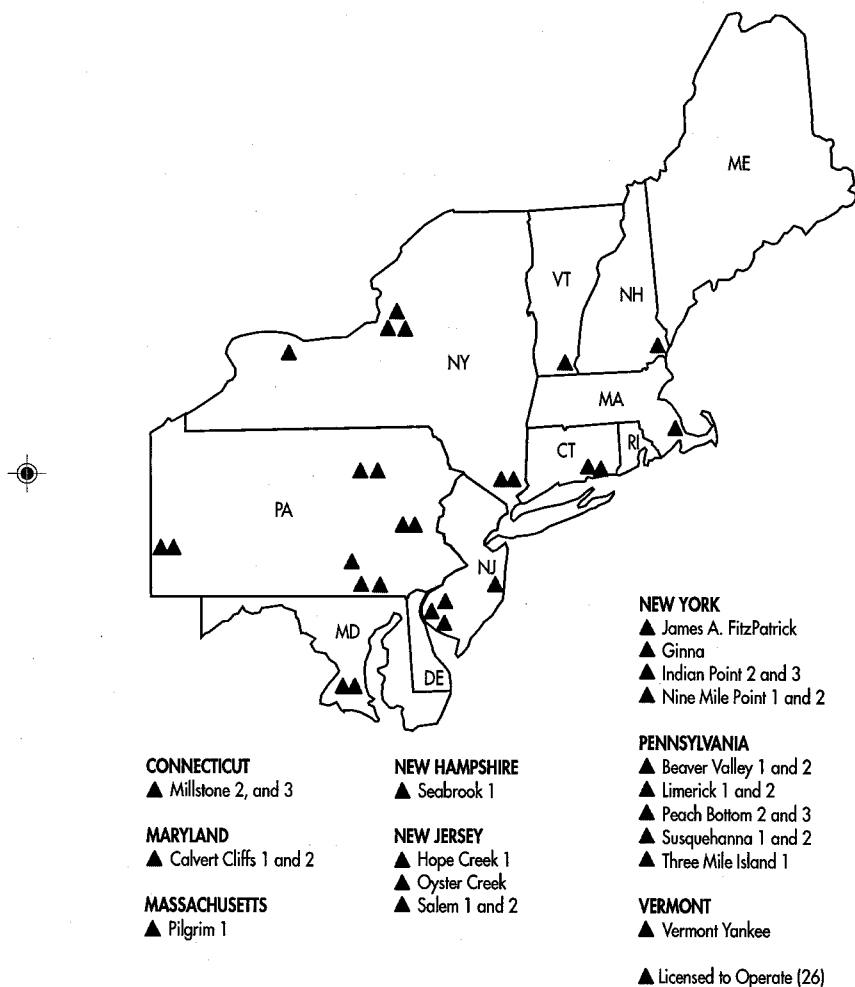 ME
VT
NH
NY
MA
CT
RI
PA
NJ
MD
DE
CONNECTICUT
Millstone 2, and 3
MARYLAND
Calvert Cliffs 1 and 2
MASSACHUSETTS
Pilgrim 1
NEW HAMPSHIRE
Seabrook 1
NEW JERSEY
Hope Creek 1
Oyster Creek
Salem 1 and 2
NEW YORK
James A. FitzPatrick
Ginna
Indian Point 2 and 3
Nine Mile Point 1 and 2
PENNSYLVANIA
Beaver Valley 1 and 2
Limerick 1 and 2
Peach Bottom 2 and 3
Susquehanna 1 and 2
Three Mile Island 1
VERMONT
Vermont Yankee
Licensed to Operate (26)